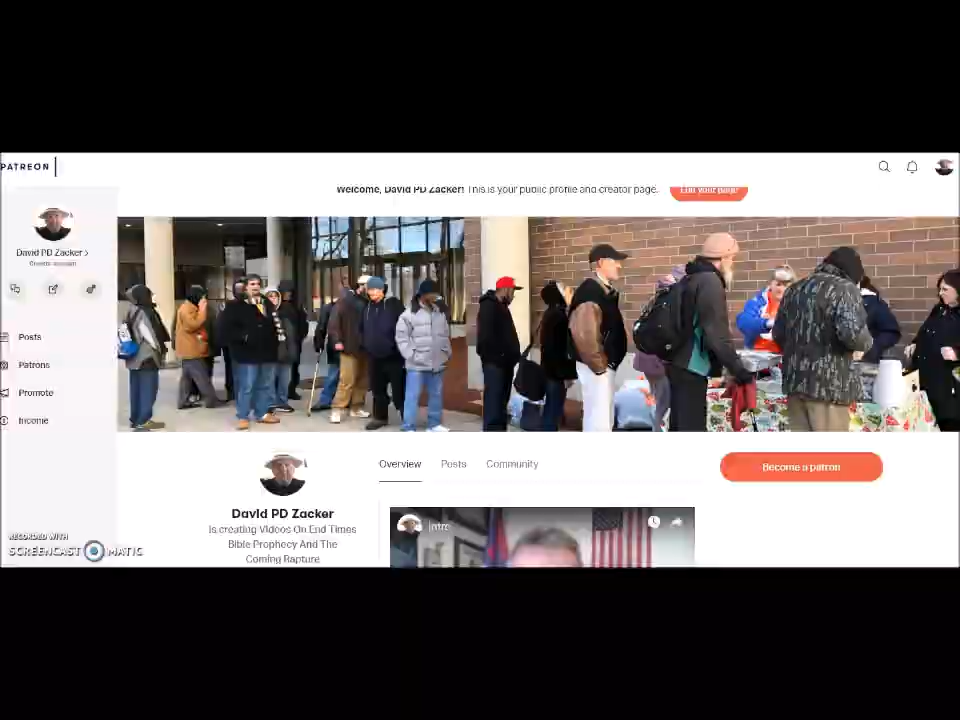 PATREON
Welcome, David PD Zacker! This is your public profile and creator page.
Edit your page
David PD Zacker
Creator account
Posts
Patrons
Promote
Income
Overview
Posts
Community
Become a patron
David PD Zacker
Is creating Videos On End Times
Bible Prophecy And The
Coming Rapture
Intro
RECORDED WITH
SCREENCAST MATIC